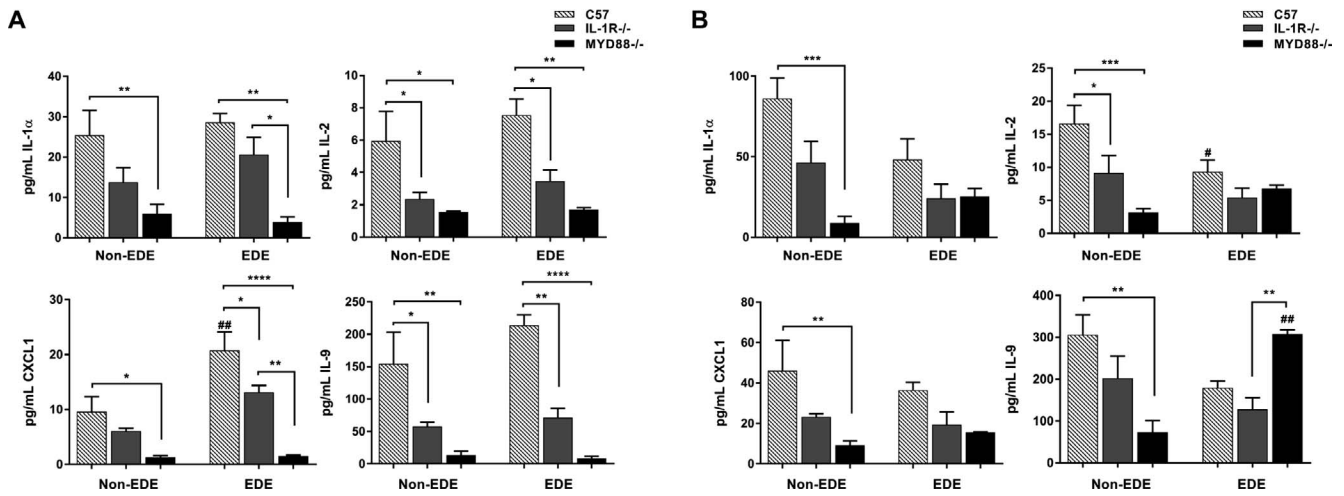 A
C57
IL-1R-/-
MYD88-/-
pg/mL IL-1α
40
30
20
10
0
**
**
*
Non-EDE
EDE
pg/mL IL-2
10
8
6
4
2
0
*
*
**
*
Non-EDE
EDE
pg/mL CXCL1
30
20
10
0
*
****
*
##
**
Non-EDE
EDE
pg/mL IL-9
250
200
150
100
50
0
**
*
****
**
Non-EDE
EDE
B
C57
IL-1R-/-
MYD88-/-
pg/mL IL-1α
100
50
0
***
Non-EDE
EDE
pg/mL IL-2
25
20
15
10
5
0
***
*
#
Non-EDE
EDE
pg/mL CXCL1
60
40
20
0
**
Non-EDE
EDE
pg/mL IL-9
400
300
200
100
0
**
**
##
Non-EDE
EDE